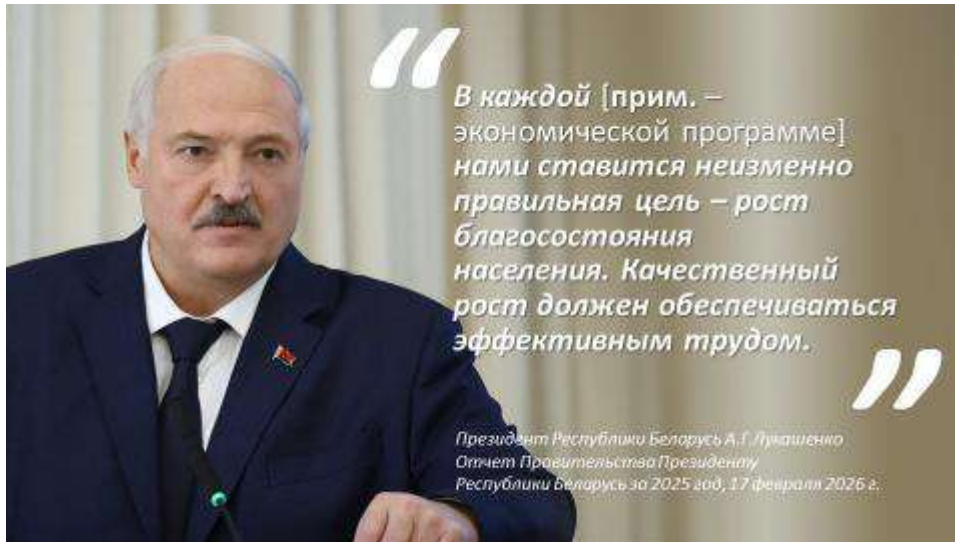 “
В каждой [прим. –
экономической программе]
нами ставится неизменно
правильная цель – рост
благосостояния
населения. Качественный
рост должен обеспечиваться
эффективным трудом.
”
Президент Республики Беларусь А.Г.Лукашенко
Отчет Правительства Президенту
Республики Беларусь за 2025 год, 17 февраля 2026 г.